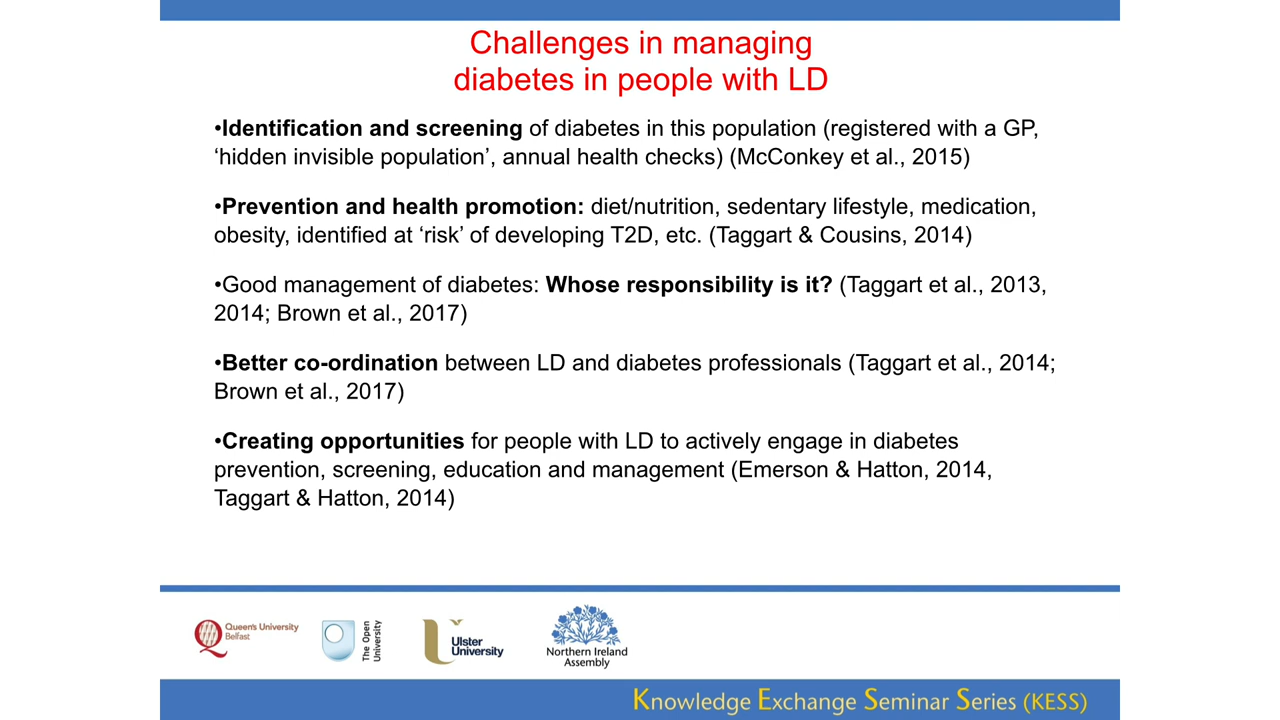 Challenges in managing
diabetes in people with LD
•Identification and screening of diabetes in this population (registered with a GP,
‘hidden invisible population’, annual health checks) (McConkey et al., 2015)
•Prevention and health promotion: diet/nutrition, sedentary lifestyle, medication,
obesity, identified at ‘risk’ of developing T2D, etc. (Taggart & Cousins, 2014)
•Good management of diabetes: Whose responsibility is it? (Taggart et al., 2013,
2014; Brown et al., 2017)
•Better co-ordination between LD and diabetes professionals (Taggart et al., 2014;
Brown et al., 2017)
•Creating opportunities for people with LD to actively engage in diabetes
prevention, screening, education and management (Emerson & Hatton, 2014,
Taggart & Hatton, 2014)
Queen's University
Belfast
The Open
University
Ulster
University
Northern Ireland
Assembly
Knowledge Exchange Seminar Series (KESS)